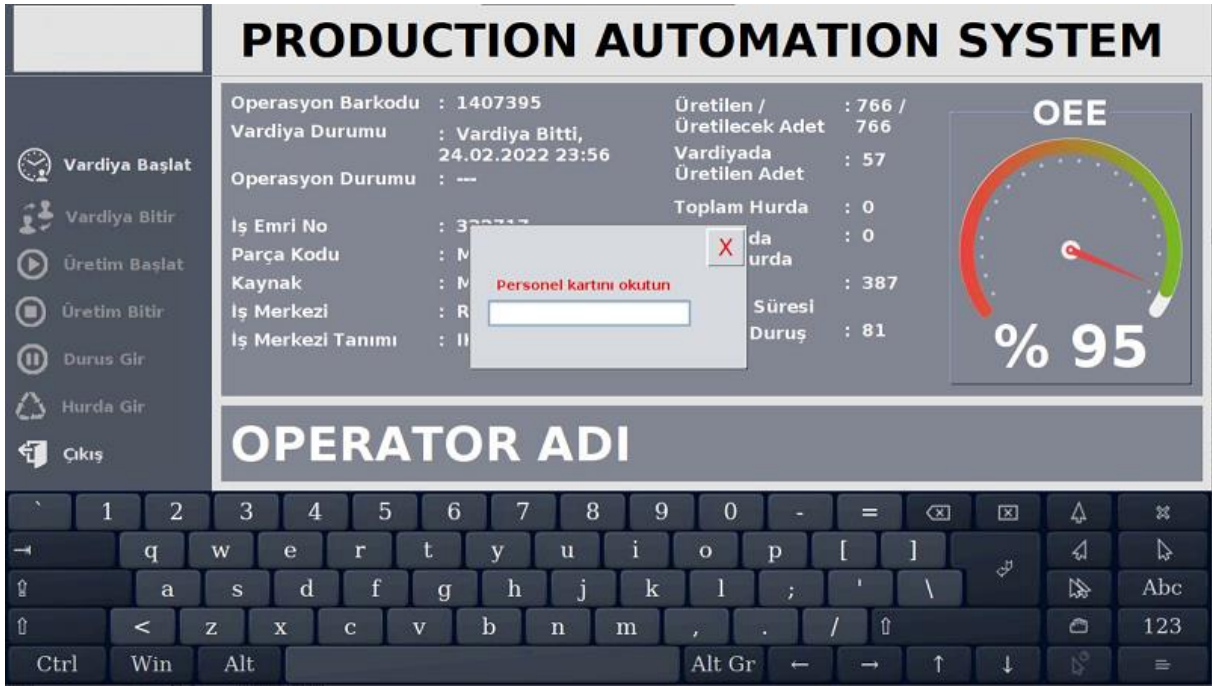 PRODUCTION AUTOMATION SYSTEM
Vardiya Başlat
Vardiya Bitir
Üretim Başlat
Üretim Bitir
Durus Gir
Hurda Gir
Çıkış
Operasyon Barkodu : 1407395
Vardiya Durumu : Vardiya Bitti,
24.02.2022 23:56
Operasyon Durumu : ---
İş Emri No :
Parça Kodu :
Kaynak :
İş Merkezi :
İş Merkezi Tanımı :
Üretilen / : 766 /
Üretilecek Adet 766
Vardiyada
Üretilen Adet : 57
Toplam Hurda : 0
: 0
: 387
Süresi
Duruş : 81
OEE
% 95
X
Personel kartını okutun
OPERATOR ADI
` 1 2 3 4 5 6 7 8 9 0 - =
q w e r t y u i o p [ ]
a s d f g h j k l ; ' \ Abc
< z x c v b n m , . / 123
Ctrl Win Alt Alt Gr ← → ↑ ↓